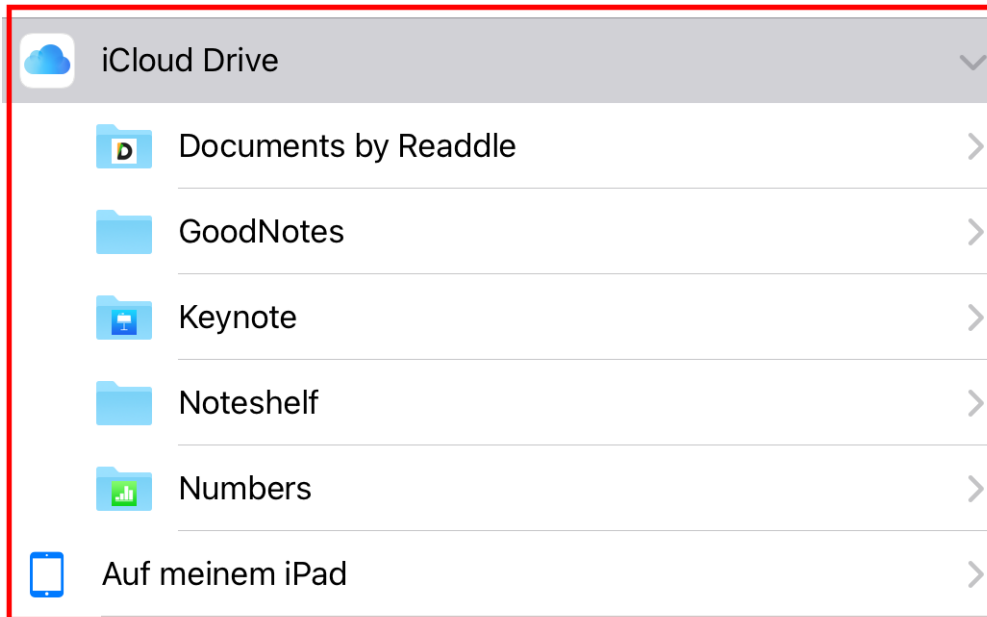 iCloud Drive
Documents by Readdle
GoodNotes
Keynote
Noteshelf
Numbers
Auf meinem iPad